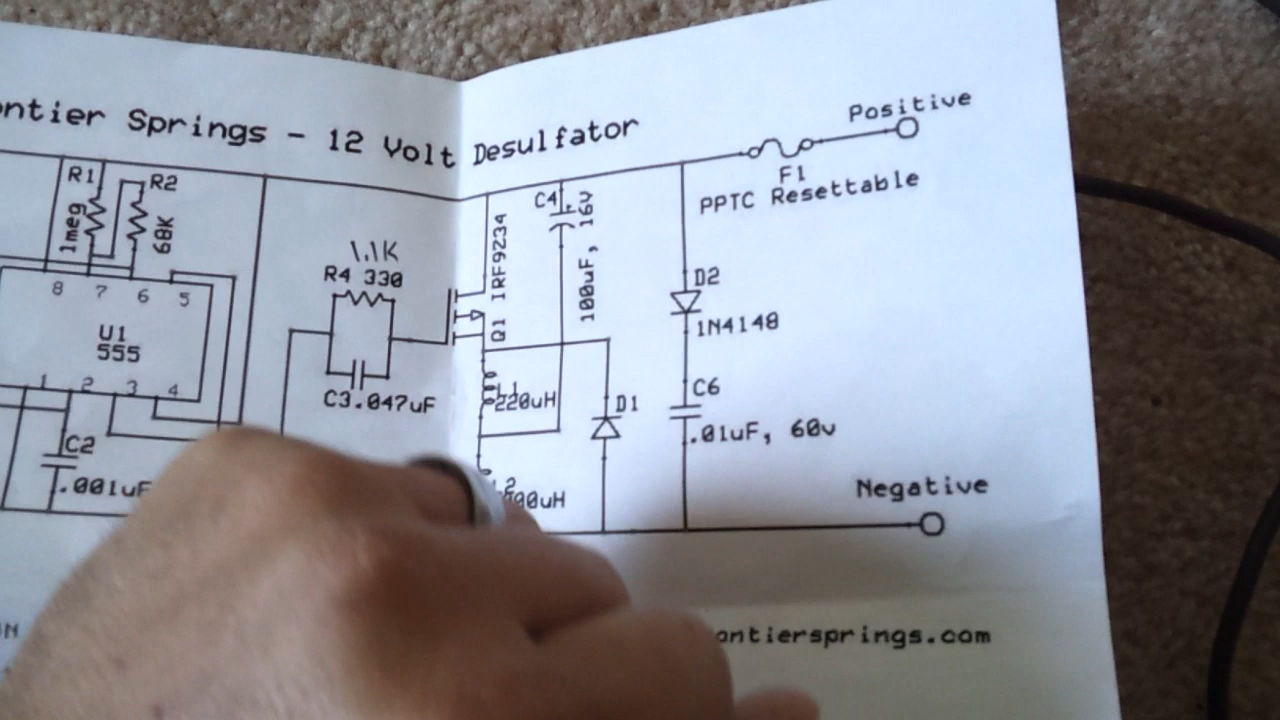 ontier Springs - 12 Volt Desulfator
Positive
F1
PPTC Resettable
R1
1meg
R2
68K
8 7 6 5
U1
555
1 2 3 4
C2
.001uF
1.1K
R4 330
C3 .047uF
Q1 IRF9234
C4
+
100uF, 16V
L1
220uH
D1
D2
1N4148
C6
.01uF, 60v
Negative
ontiersprings.com